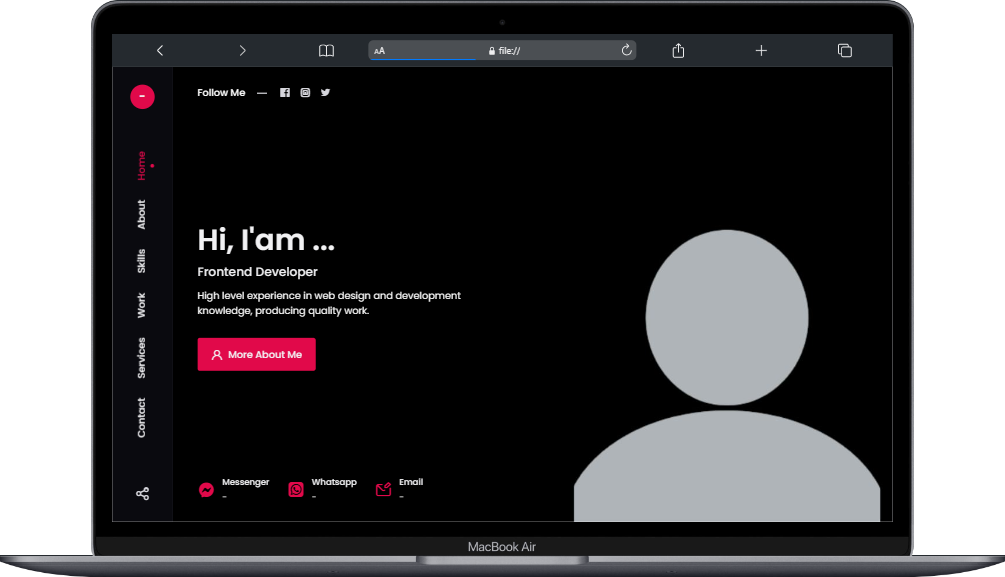 AA
file://
-
Follow Me —
Home
About
Skills
Work
Services
Contact
Hi, I'am ...
Frontend Developer
High level experience in web design and development
knowledge, producing quality work.
More About Me
Messenger
-
Whatsapp
-
Email
-
MacBook Air